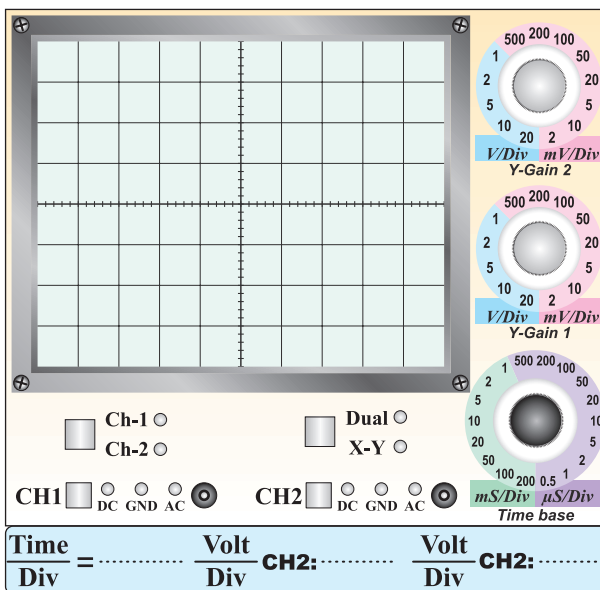 500 200 100
1 50
2 20
5 10
10 20 2
V/Div mV/Div
Y-Gain 2
500 200 100
1 50
2 20
5 10
10 20 2
V/Div mV/Div
Y-Gain 1
1 500 200 100
2 50
5 20
10 10
20 5
50 2
100 200 0.5 1
mS/Div µS/Div
Time base
Ch-1
Ch-2
Dual
X-Y
CH1 DC GND AC
CH2 DC GND AC
Time/Div = ............ Volt/Div CH2: .......... Volt/Div CH2: .........